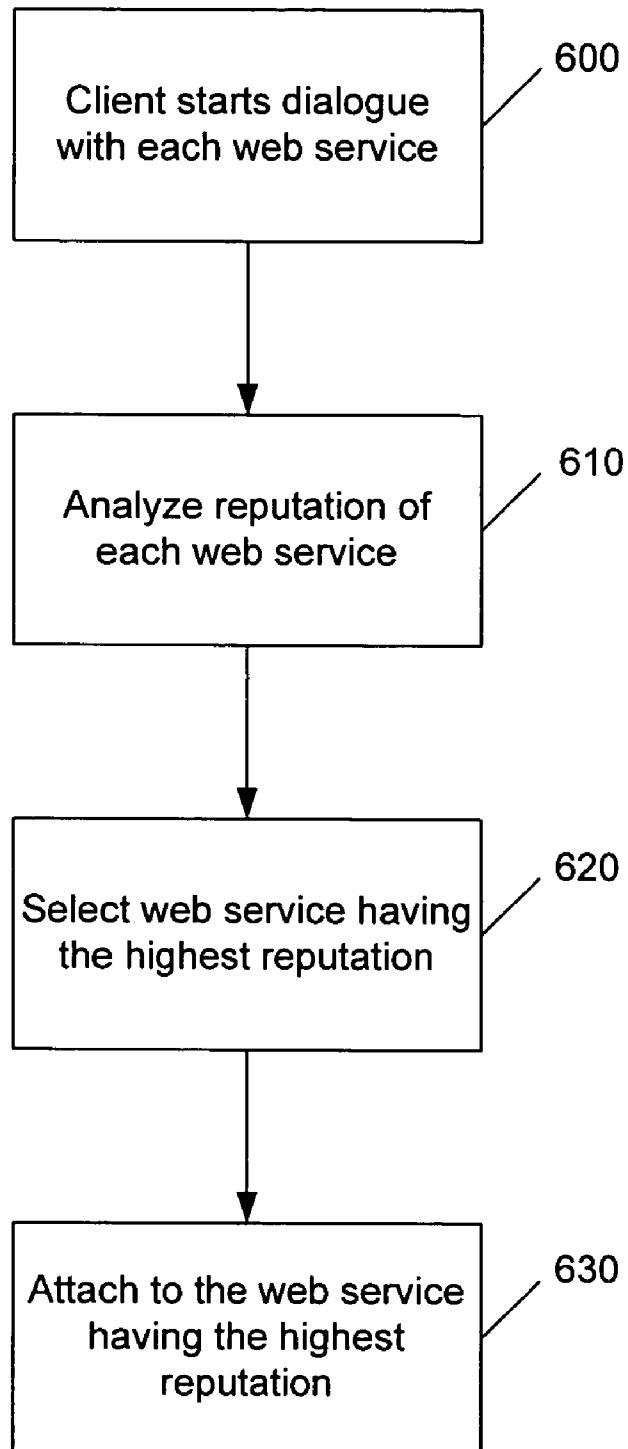 600
Client starts dialogue
with each web service
610
Analyze reputation of
each web service
620
Select web service having
the highest reputation
630
Attach to the web service
having the highest
reputation